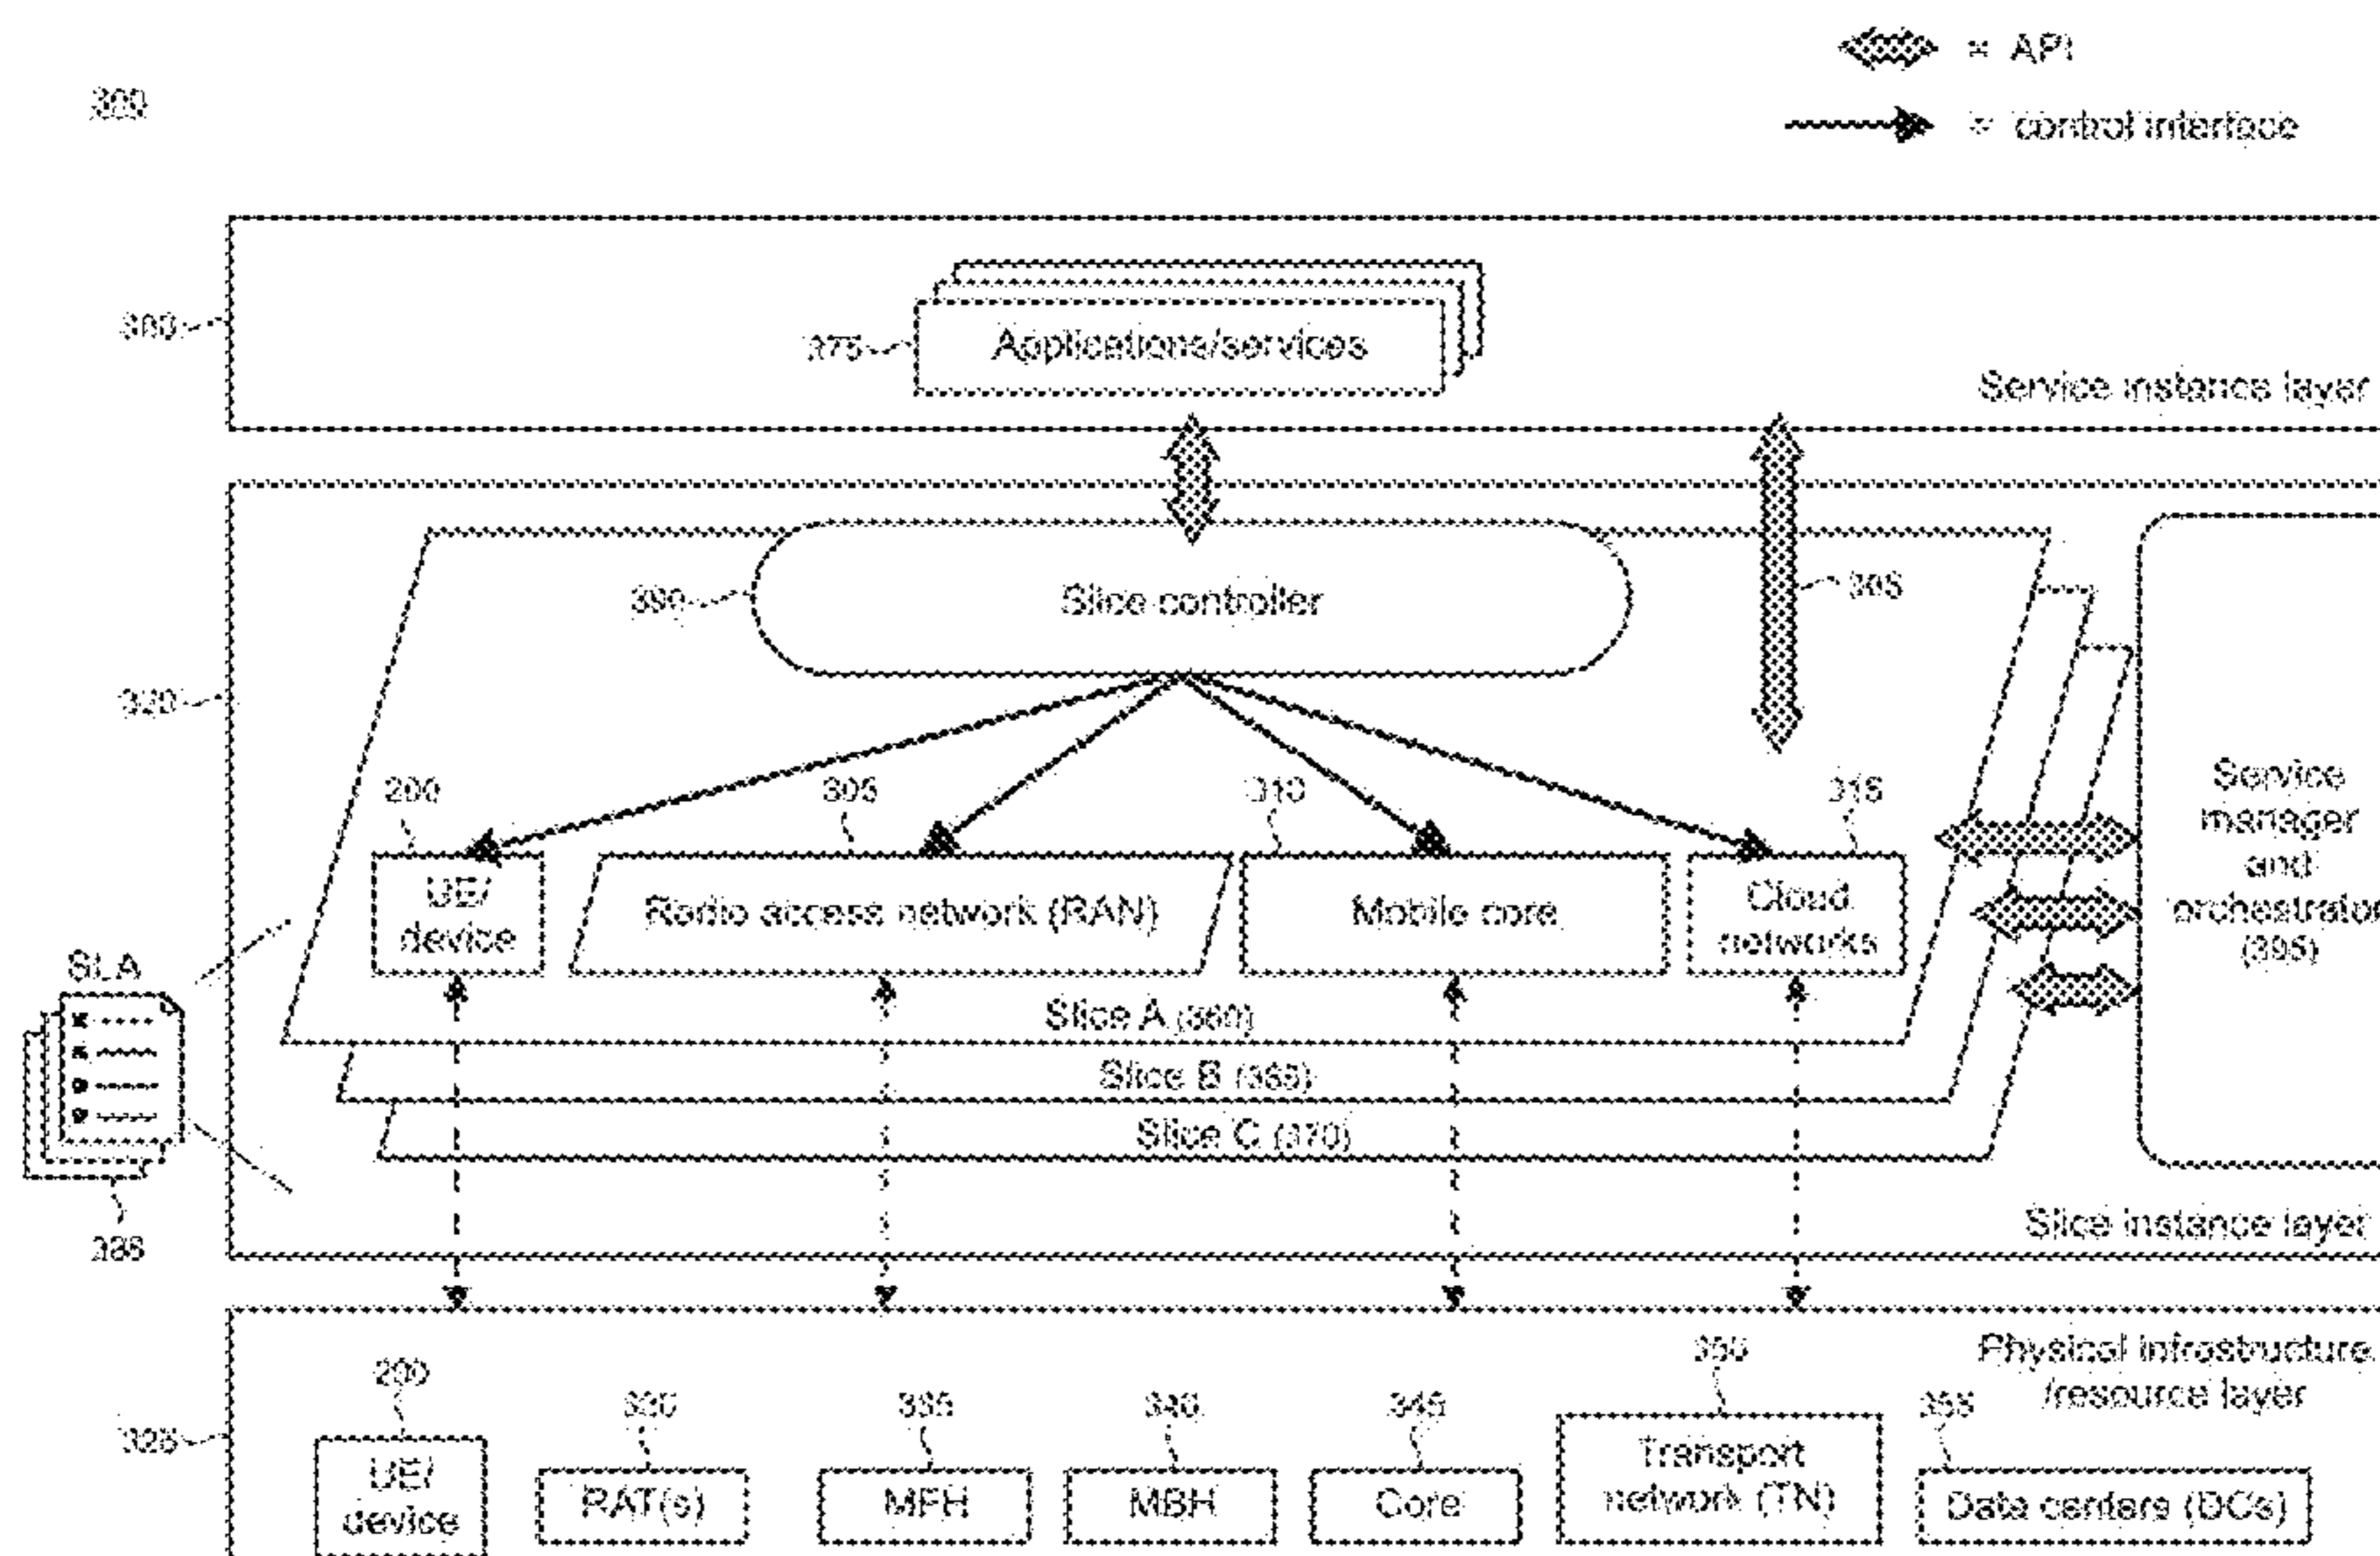 = API
300
= control interface
375
Applications/services
Service instance layer
390
Slice controller
320
200
305
310
315
UE/
device
Radio access network (RAN)
Mobile core
Cloud
networks
Service
manager
and
orchestrator
(395)
SLA
Slice A (360)
Slice B (365)
Slice C (370)
Slice instance layer
Physical infrastructure
/resource layer
350
200
330
335
340
345
355
325
UE/
device
RAT(s)
MFH
MBH
Core
Transport
network (TN)
Data centers (DCs)